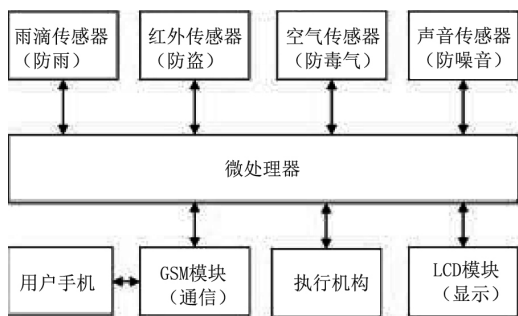 雨滴传感器
（防雨）
红外传感器
（防盗）
空气传感器
（防毒气）
声音传感器
（防噪音）
微处理器
用户手机
GSM模块
（通信）
执行机构
LCD模块
（显示）